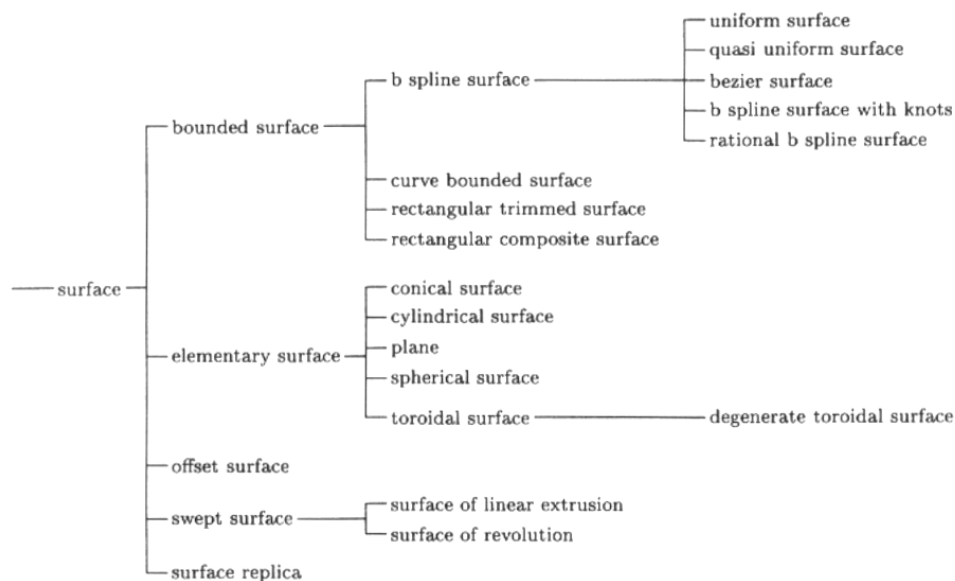 uniform surface
quasi uniform surface
b spline surface
bezier surface
b spline surface with knots
bounded surface
rational b spline surface
curve bounded surface
rectangular trimmed surface
rectangular composite surface
surface
conical surface
cylindrical surface
elementary surface
plane
spherical surface
toroidal surface
degenerate toroidal surface
offset surface
surface of linear extrusion
swept surface
surface of revolution
surface replica